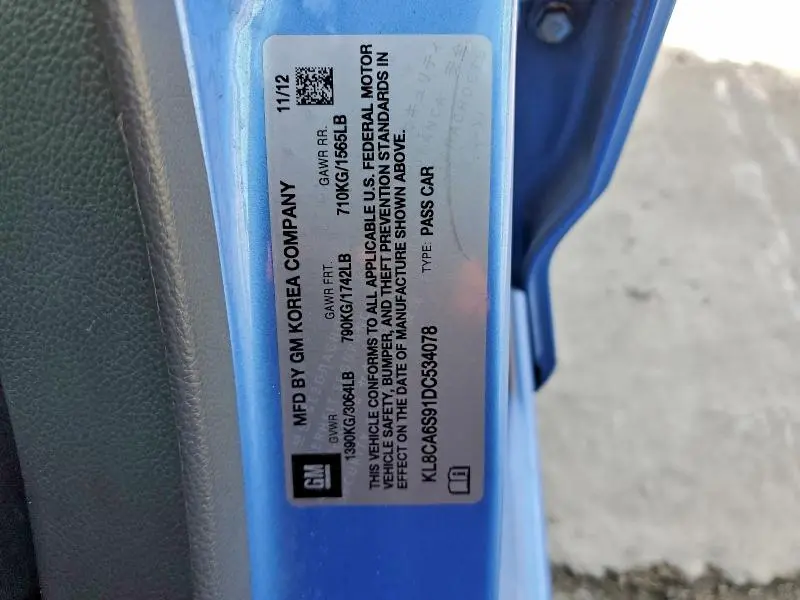 GM
MFD BY GM KOREA COMPANY 11/12
GVWR GAWR FRT. GAWR RR.
1390KG/3064LB 790KG/1742LB 710KG/1565LB
THIS VEHICLE CONFORMS TO ALL APPLICABLE U.S. FEDERAL MOTOR
VEHICLE SAFETY, BUMPER, AND THEFT PREVENTION STANDARDS IN
EFFECT ON THE DATE OF MANUFACTURE SHOWN ABOVE.
KL8CA6S91DC534078 TYPE: PASS CAR